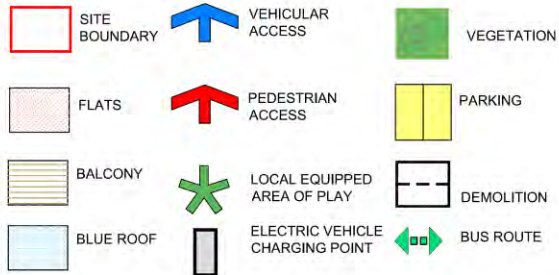 SITE
BOUNDARY
VEHICULAR
ACCESS
VEGETATION
FLATS
PEDESTRIAN
ACCESS
PARKING
BALCONY
LOCAL EQUIPPED
AREA OF PLAY
DEMOLITION
BLUE ROOF
ELECTRIC VEHICLE
CHARGING POINT
BUS ROUTE